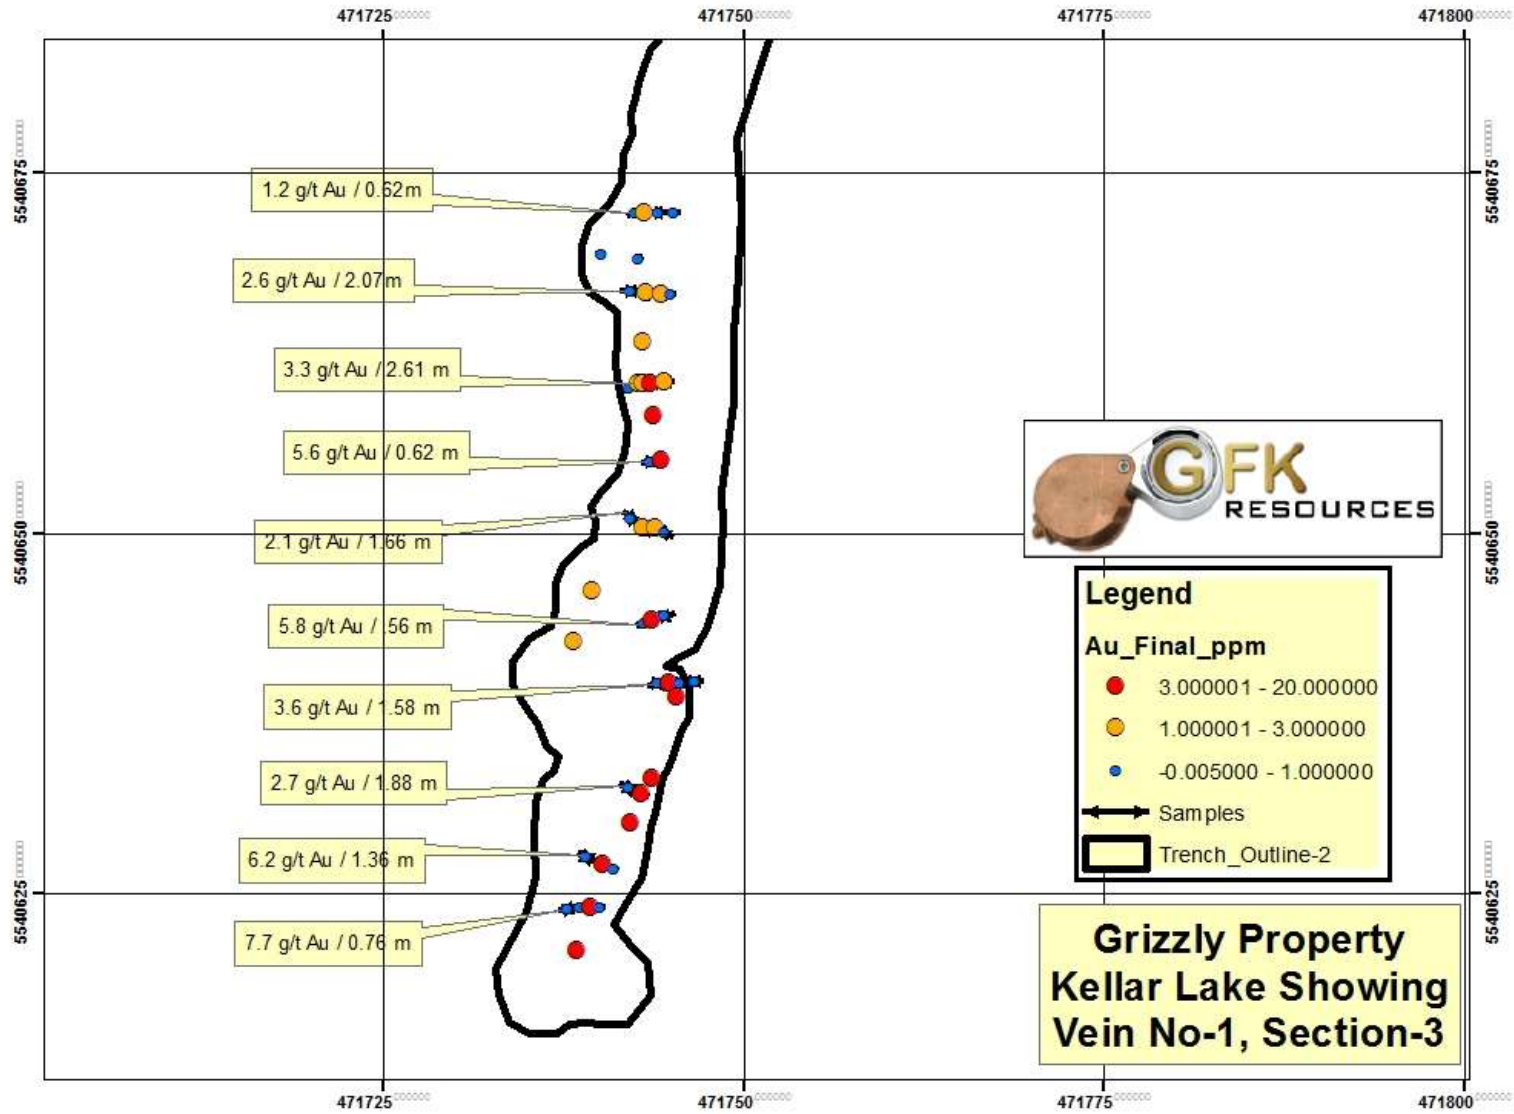 471725
471750
471775
471800
5540675
5540675
1.2 g/t Au / 0.62m
2.6 g/t Au / 2.07m
3.3 g/t Au / 2.61 m
5.6 g/t Au / 0.62 m
5540650
5540650
2.1 g/t Au / 1.66 m
5.8 g/t Au / .56 m
3.6 g/t Au / 1.58 m
2.7 g/t Au / 1.88 m
6.2 g/t Au / 1.36 m
5540625
5540625
7.7 g/t Au / 0.76 m
GFK
RESOURCES
Legend
Au_Final_ppm
3.000001 - 20.000000
1.000001 - 3.000000
-0.005000 - 1.000000
Samples
Trench_Outline-2
Grizzly Property
Kellar Lake Showing
Vein No-1, Section-3
471725
471750
471775
471800